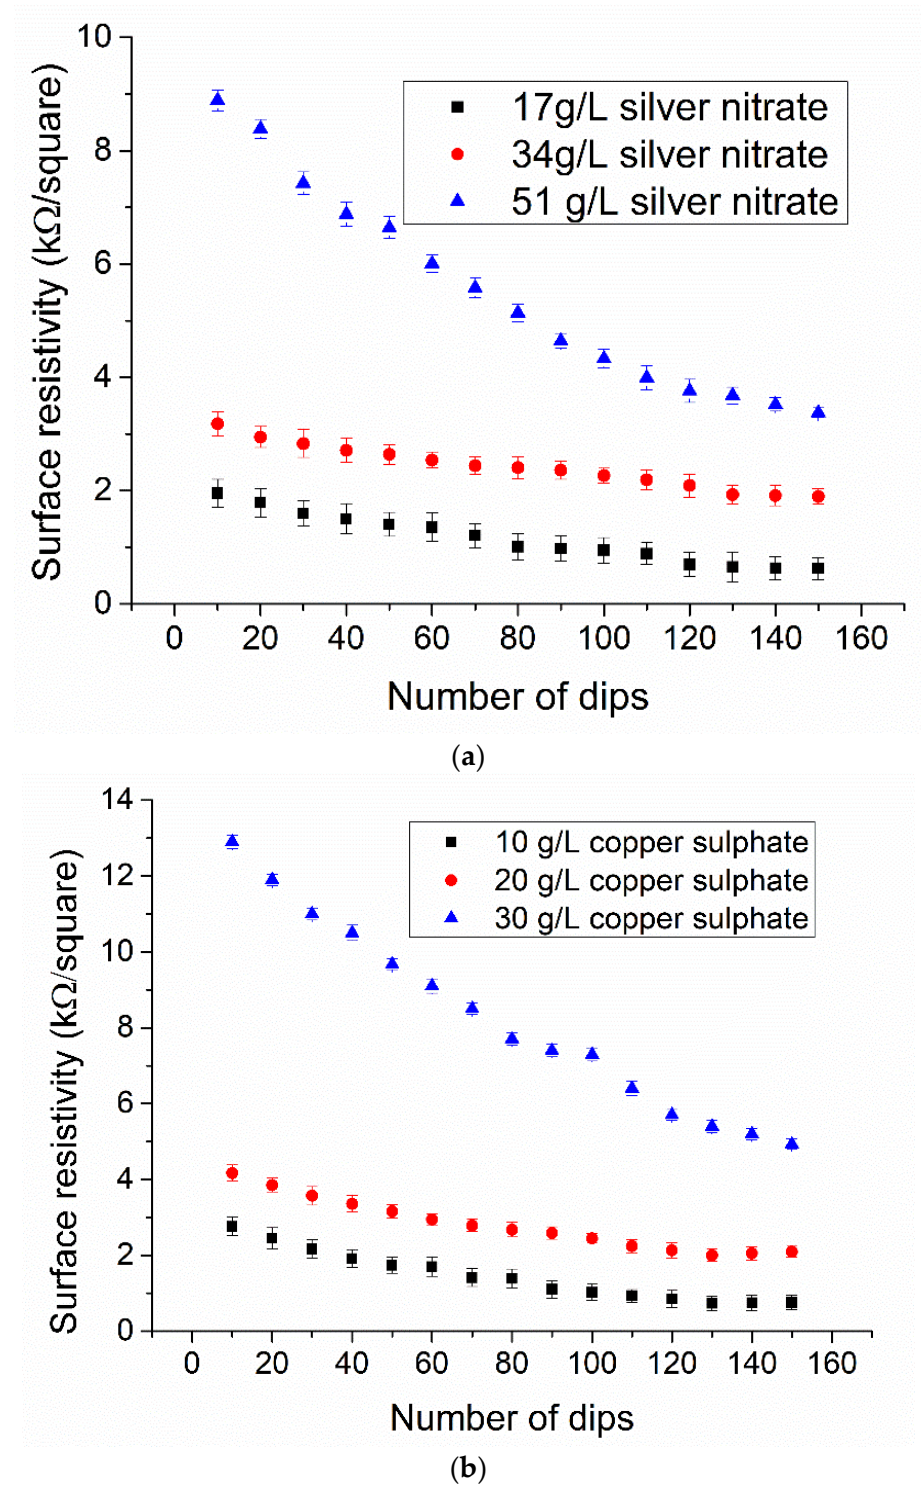 10
8
6
4
2
0
Surface resistivity (kΩ/square)
17g/L silver nitrate
34g/L silver nitrate
51 g/L silver nitrate
0 20 40 60 80 100 120 140 160
Number of dips
(a)
14
12
10
8
6
4
2
0
Surface resistivity (kΩ/square)
10 g/L copper sulphate
20 g/L copper sulphate
30 g/L copper sulphate
0 20 40 60 80 100 120 140 160
Number of dips
(b)